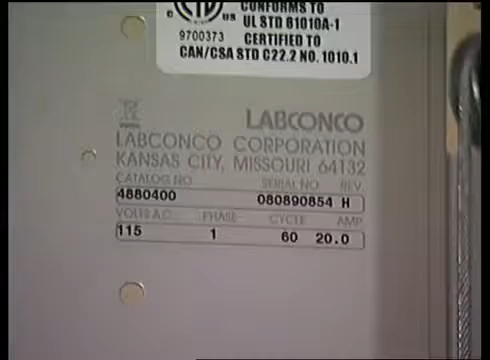 CONFORMS TO
c US UL STD 61010A-1
9700373 CERTIFIED TO
CAN/CSA STD C22.2 NO. 1010.1
LABCONCO
LABCONCO CORPORATION
KANSAS CITY, MISSOURI 64132
CATALOG NO SERIAL NO REV.
4880400 080890854 H
VOLTS A.C. PHASE CYCLE AMP
115 1 60 20.0